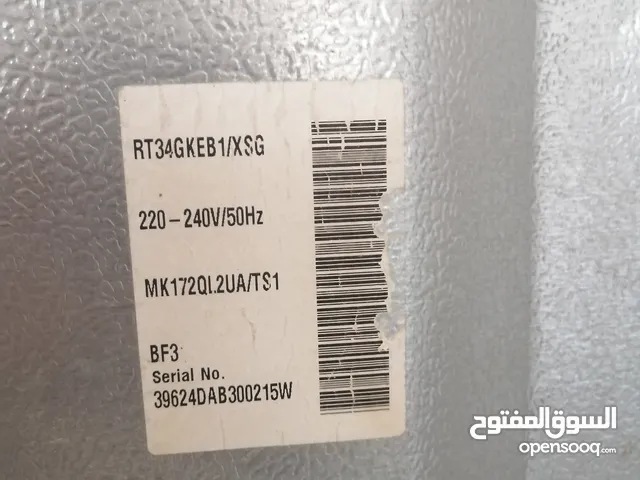 RT34GKEB1/XSG
220-240V/50Hz
MK172QL2UA/TS1
BF3
Serial No.
39624DAB300215W
السوق المفتوح
opensooq.com